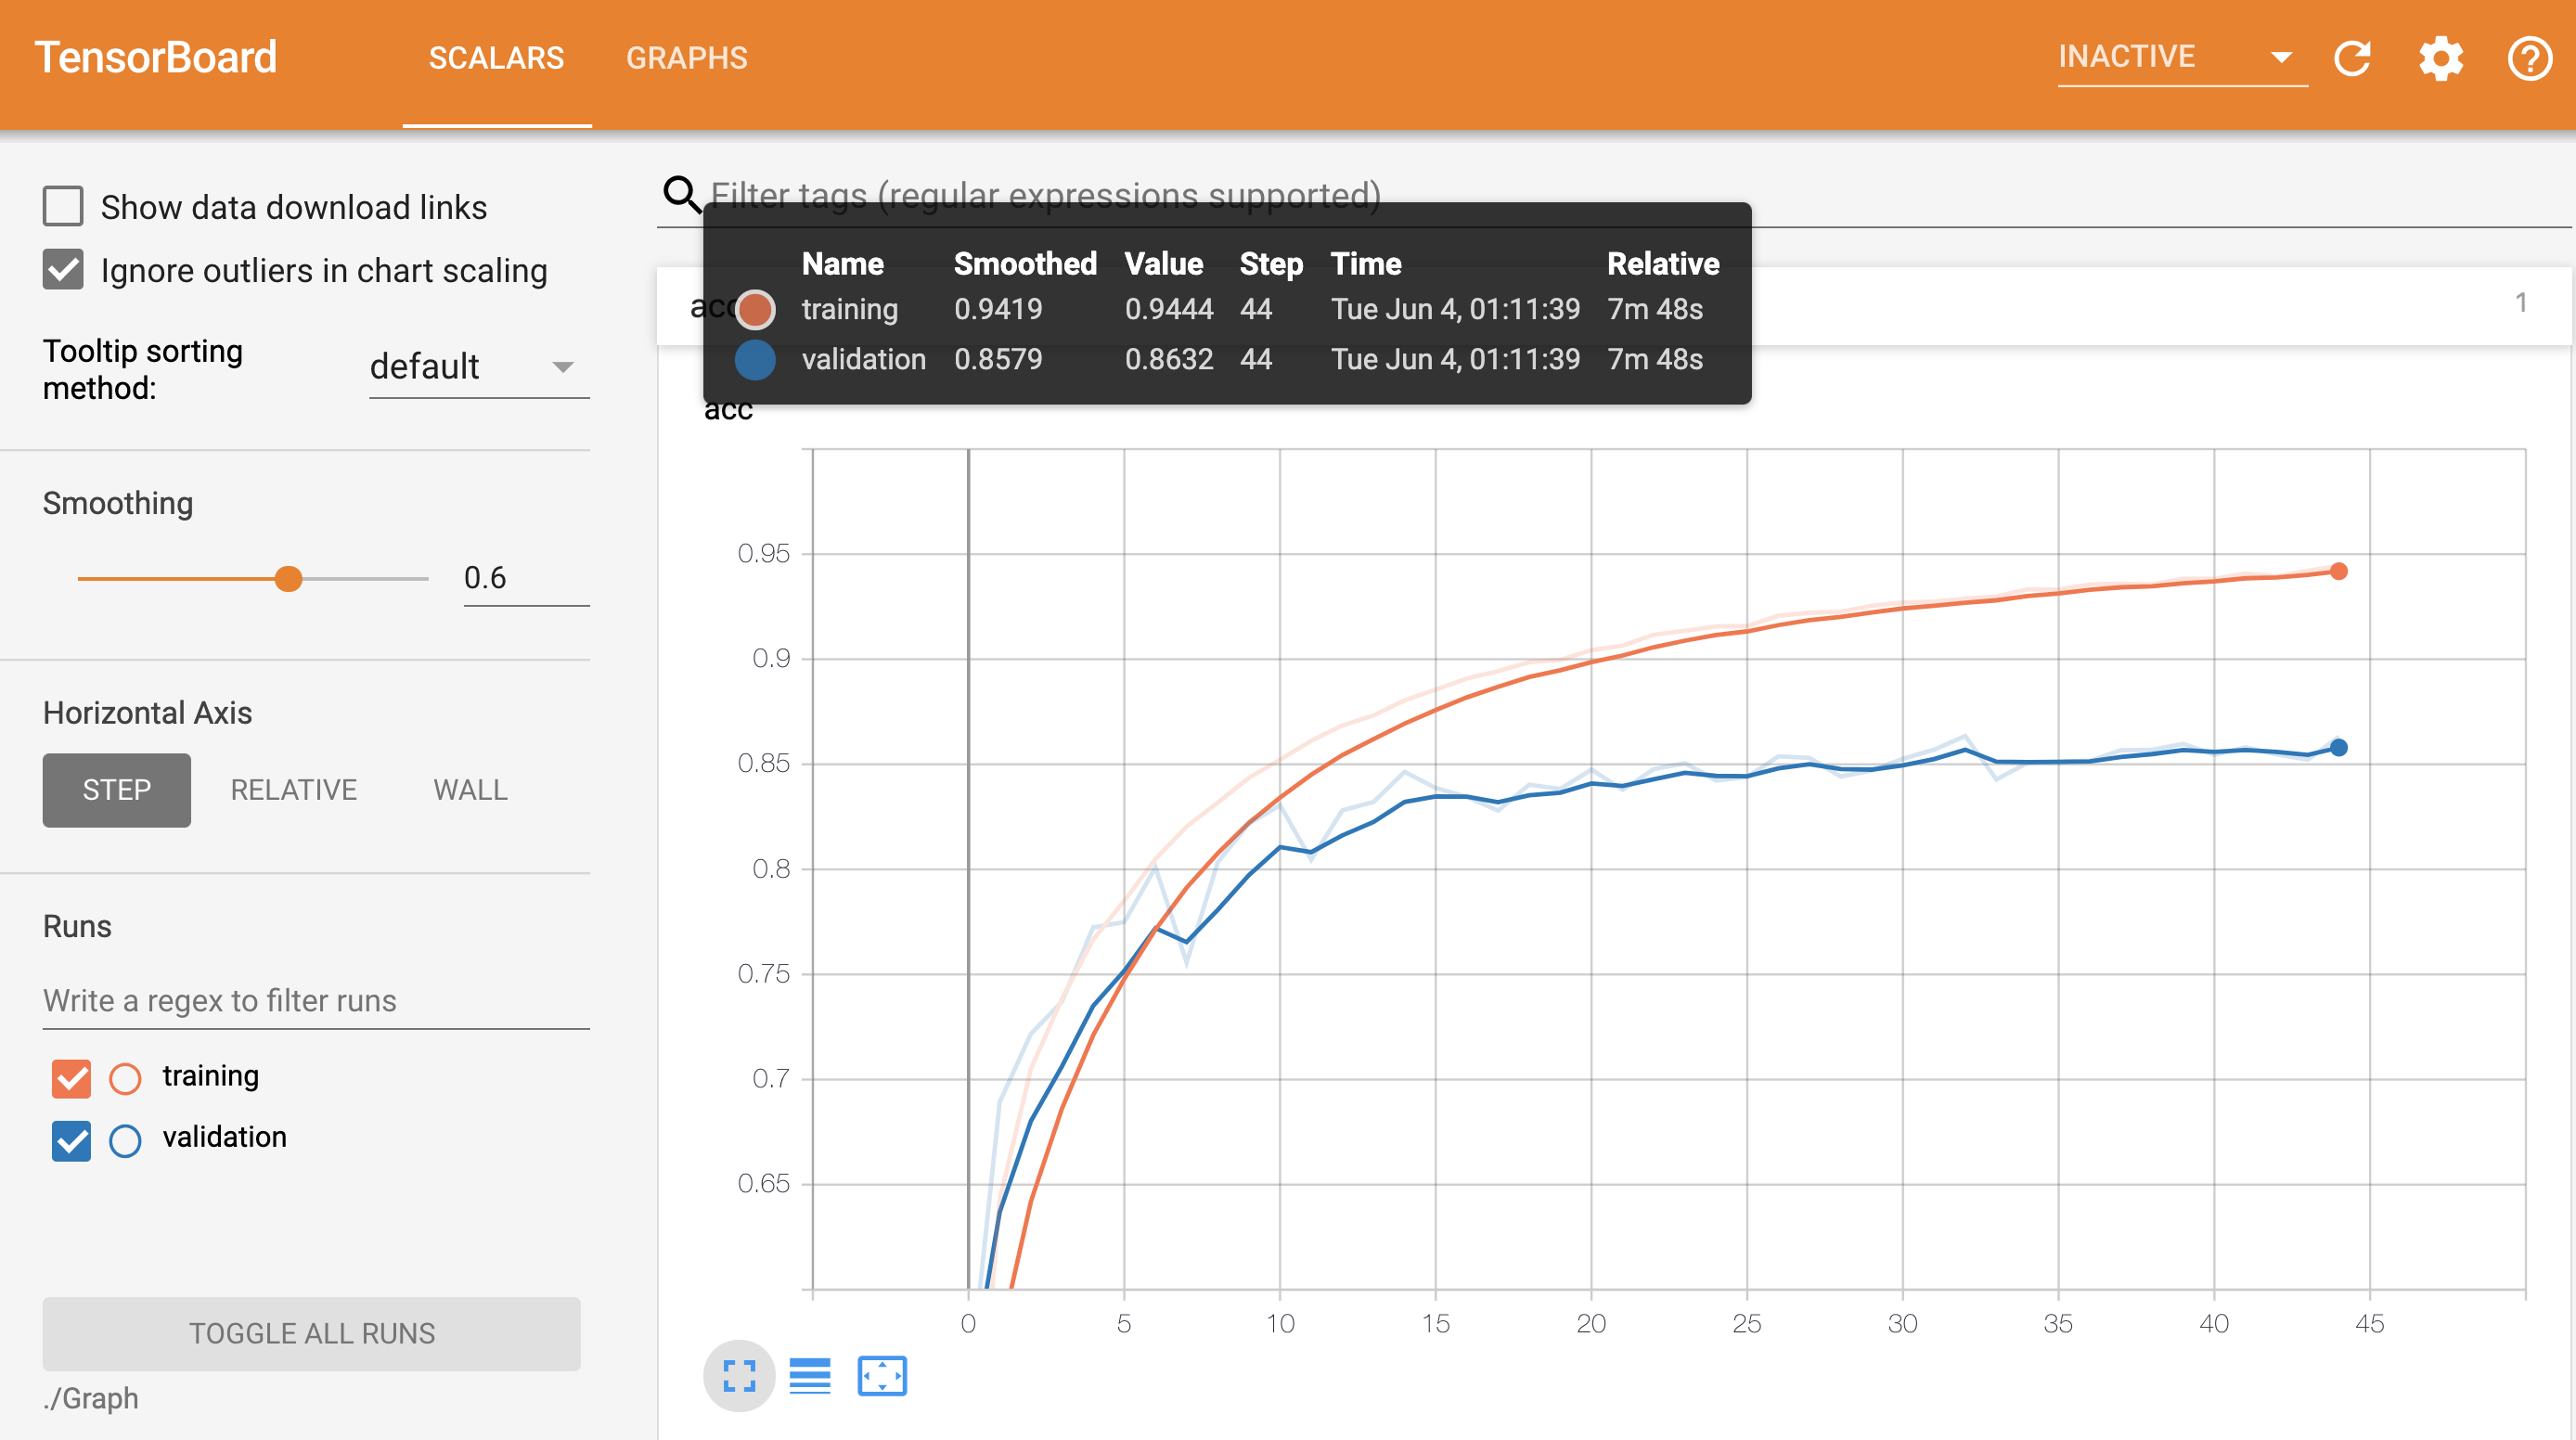 TensorBoard SCALARS GRAPHS INACTIVE
Show data download links
Ignore outliers in chart scaling
Tooltip sorting
method:
default
Smoothing
0.6
Horizontal Axis
STEP RELATIVE WALL
Runs
Write a regex to filter runs
training
validation
TOGGLE ALL RUNS
./Graph
Filter tags (regular expressions supported)
Name Smoothed Value Step Time Relative
acc
1
training 0.9419 0.9444 44 Tue Jun 4, 01:11:39 7m 48s
validation 0.8579 0.8632 44 Tue Jun 4, 01:11:39 7m 48s
acc
0.95
0.9
0.85
0.8
0.75
0.7
0.65
0 5 10 15 20 25 30 35 40 45